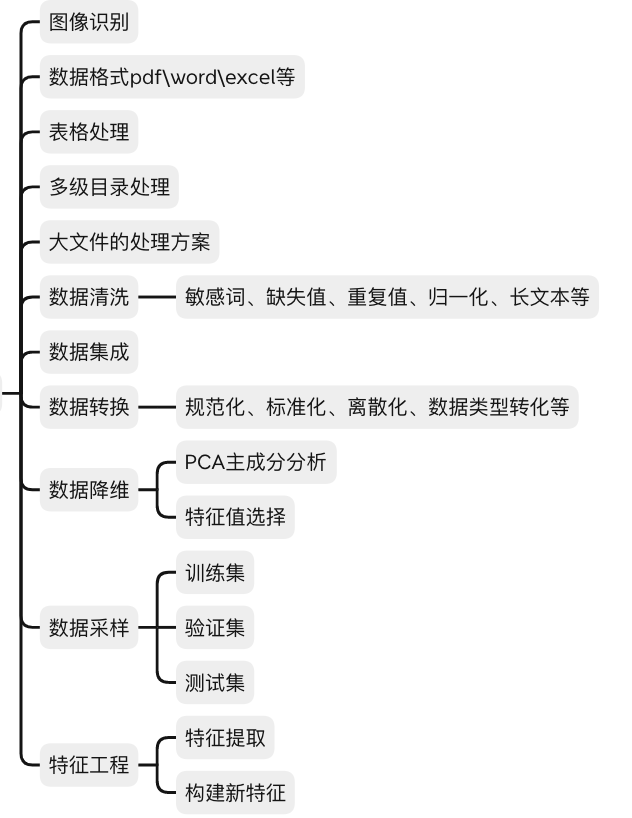 图像识别
数据格式pdf\word\excel等
表格处理
多级目录处理
大文件的处理方案
数据清洗
敏感词、缺失值、重复值、归一化、长文本等
数据集成
数据转换
规范化、标准化、离散化、数据类型转化等
数据降维
PCA主成分分析
特征值选择
数据采样
训练集
验证集
测试集
特征工程
特征提取
构建新特征